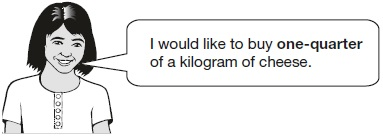 I would like to buy one-quarter
of a kilogram of cheese.